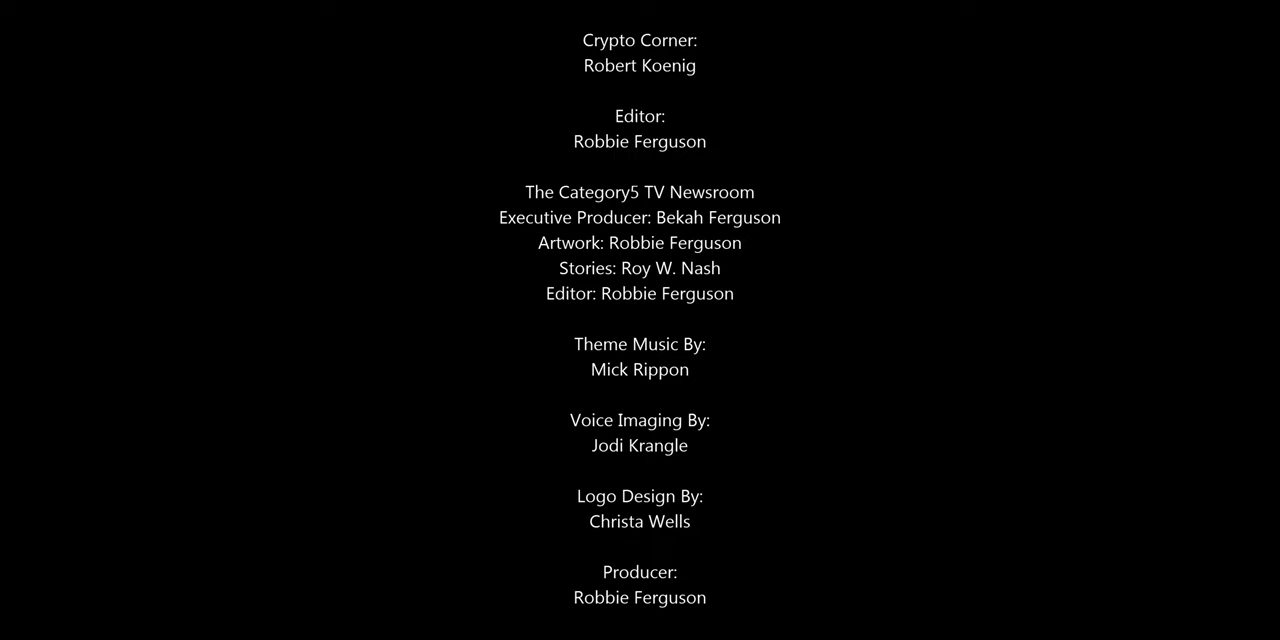 Crypto Corner:
Robert Koenig
Editor:
Robbie Ferguson
The Category5 TV Newsroom
Executive Producer: Bekah Ferguson
Artwork: Robbie Ferguson
Stories: Roy W. Nash
Editor: Robbie Ferguson
Theme Music By:
Mick Rippon
Voice Imaging By:
Jodi Krangle
Logo Design By:
Christa Wells
Producer:
Robbie Ferguson